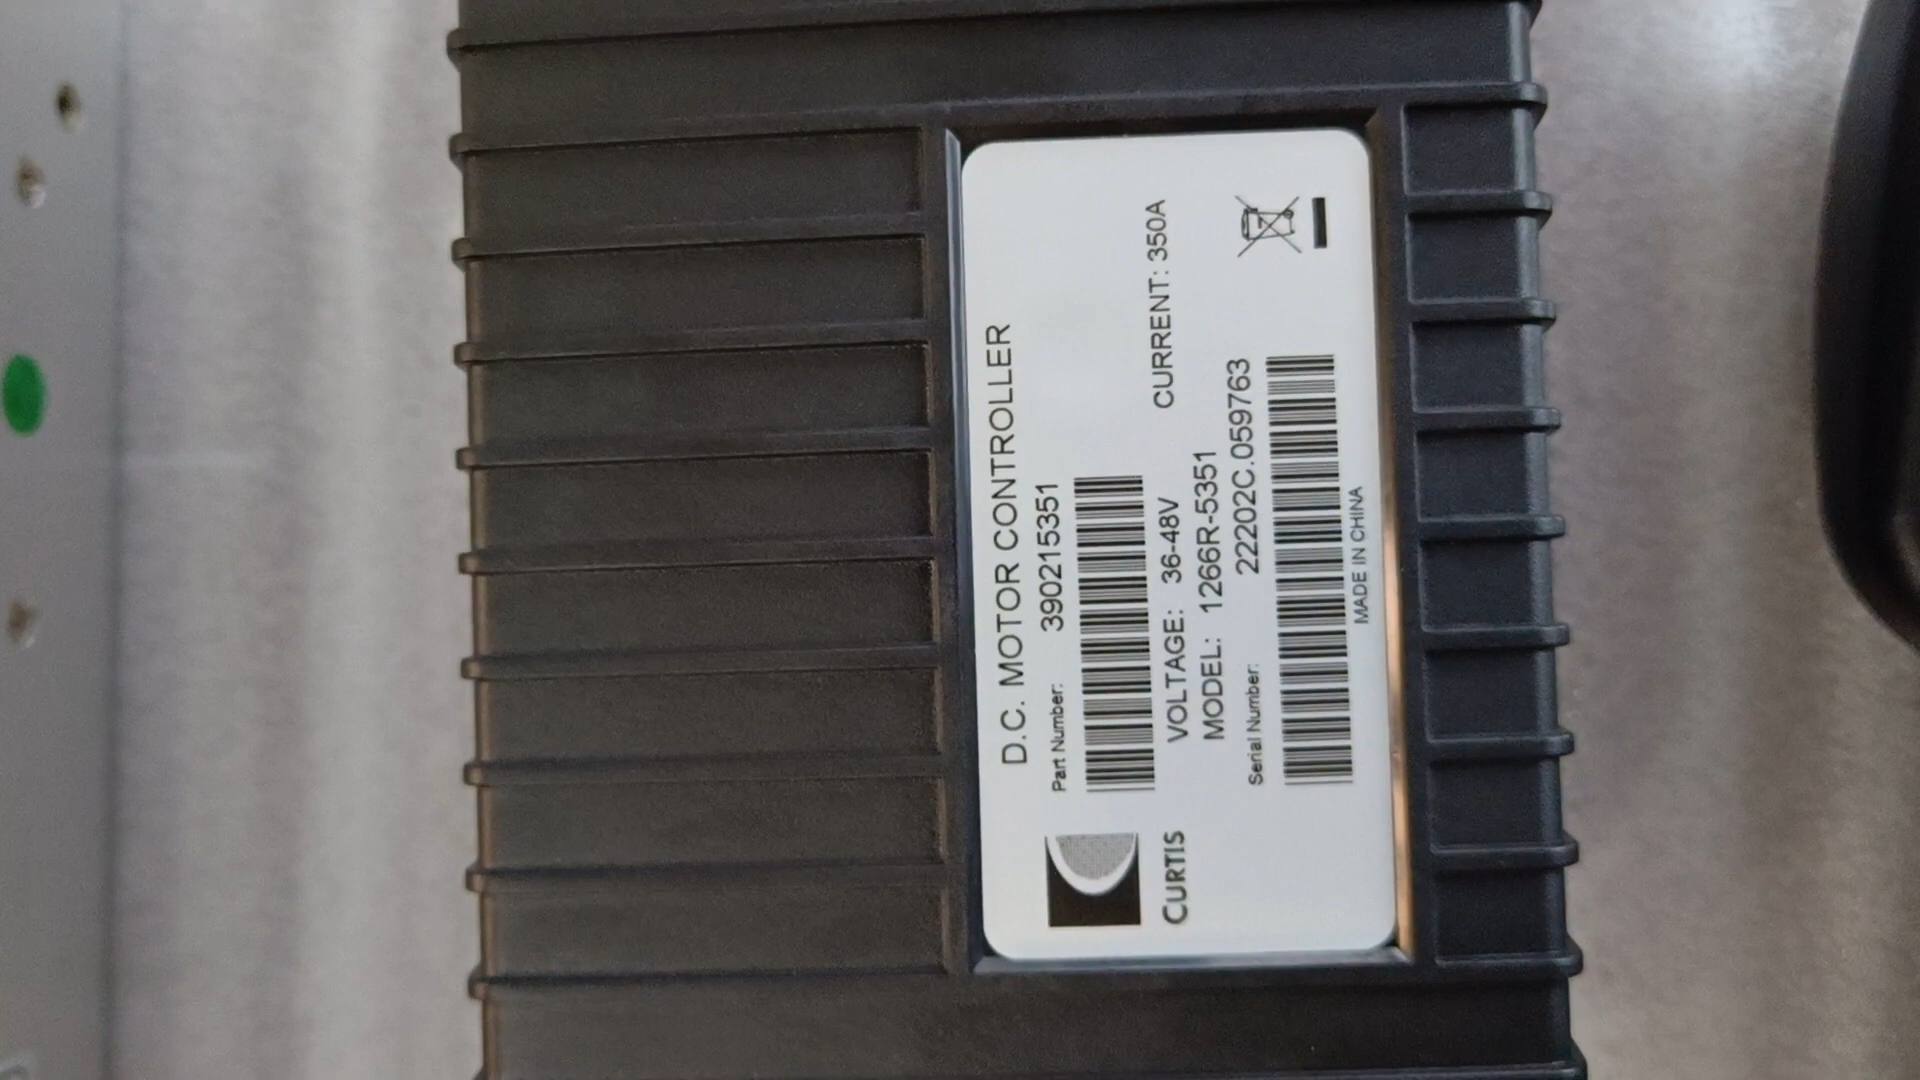 D.C. MOTOR CONTROLLER
Part Number: 390215351
VOLTAGE: 36-48V CURRENT: 350A
MODEL: 1266R-5351
Serial Number: 22202C.059763
MADE IN CHINA
CURTIS